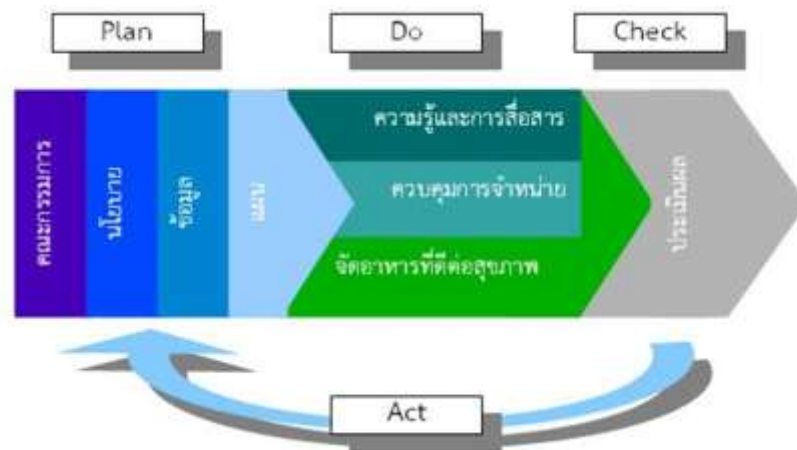 Plan
Do
Check
คณะกรรมการ
นโยบาย
ข้อมูล
แผน
ความรู้และการสื่อสาร
ควบคุมการจำหน่าย
จัดอาหารที่ดีต่อสุขภาพ
ประเมินผล
Act